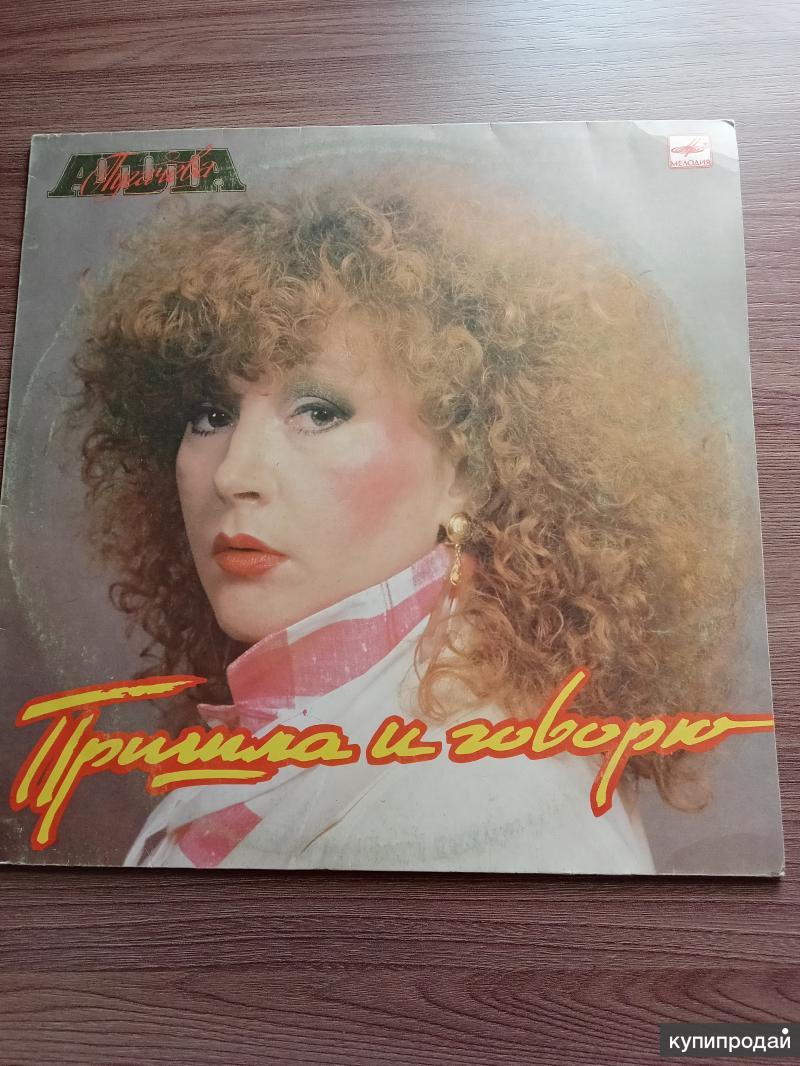 АЛЛА
Пугачёва
МЕЛОДИЯ
Пришла и говорю
купипродай